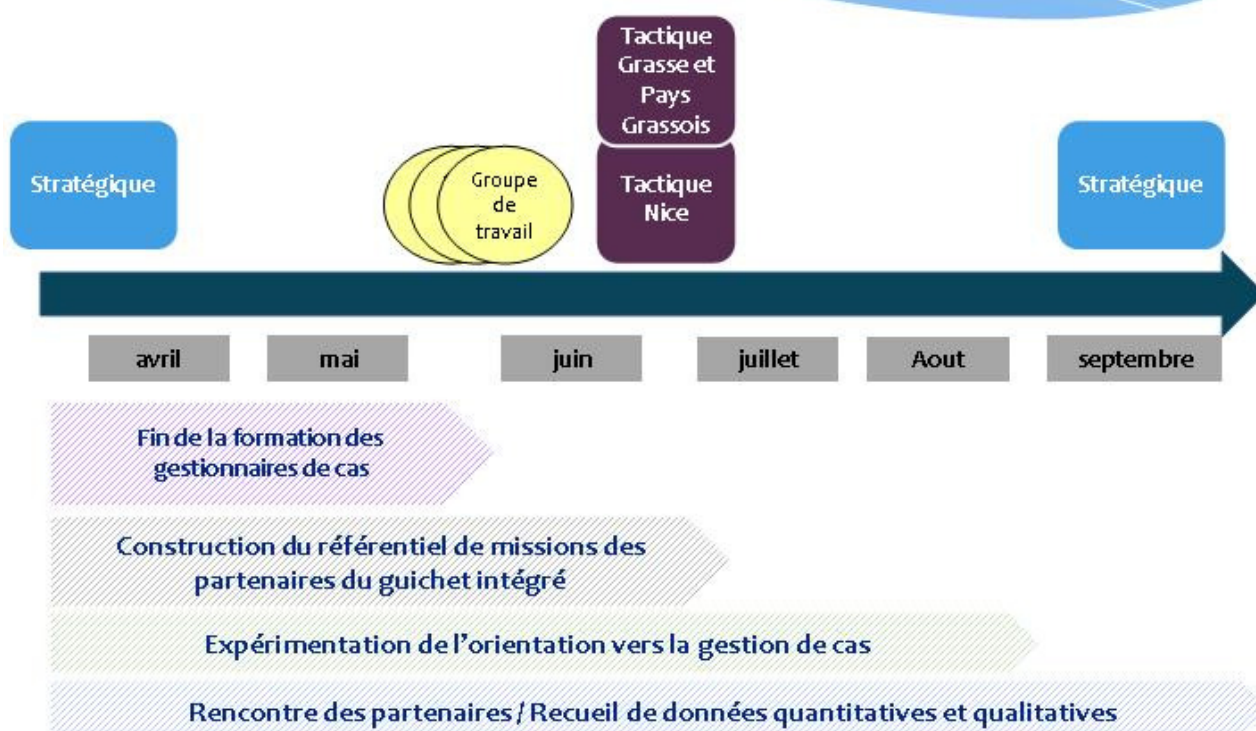 Tactique
Grasse et
Pays
Grassois
Stratégique
Groupe
de
travail
Tactique
Nice
Stratégique
avril
mai
juin
juillet
Aout
septembre
Fin de la formation des
gestionnaires de cas
Construction du référentiel de missions des
partenaires du guichet intégré
Expérimentation de l'orientation vers la gestion de cas
Rencontre des partenaires / Recueil de données quantitatives et qualitatives